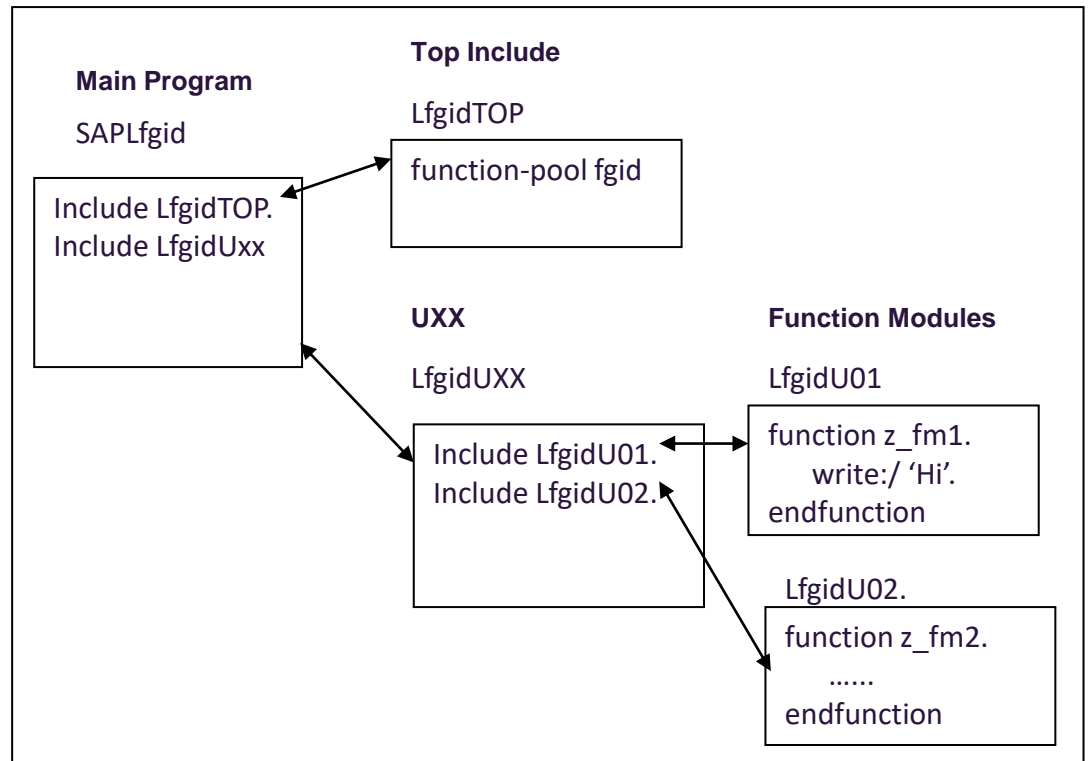 Main Program
SAPLfgid
Include LfgidTOP.
Include LfgidUxx
Top Include
LfgidTOP
function-pool fgid
UXX
LfgidUXX
Include LfgidU01.
Include LfgidU02.
Function Modules
LfgidU01
function z_fm1.
write:/ ‘Hi’.
endfunction
LfgidU02.
function z_fm2.
…...
endfunction